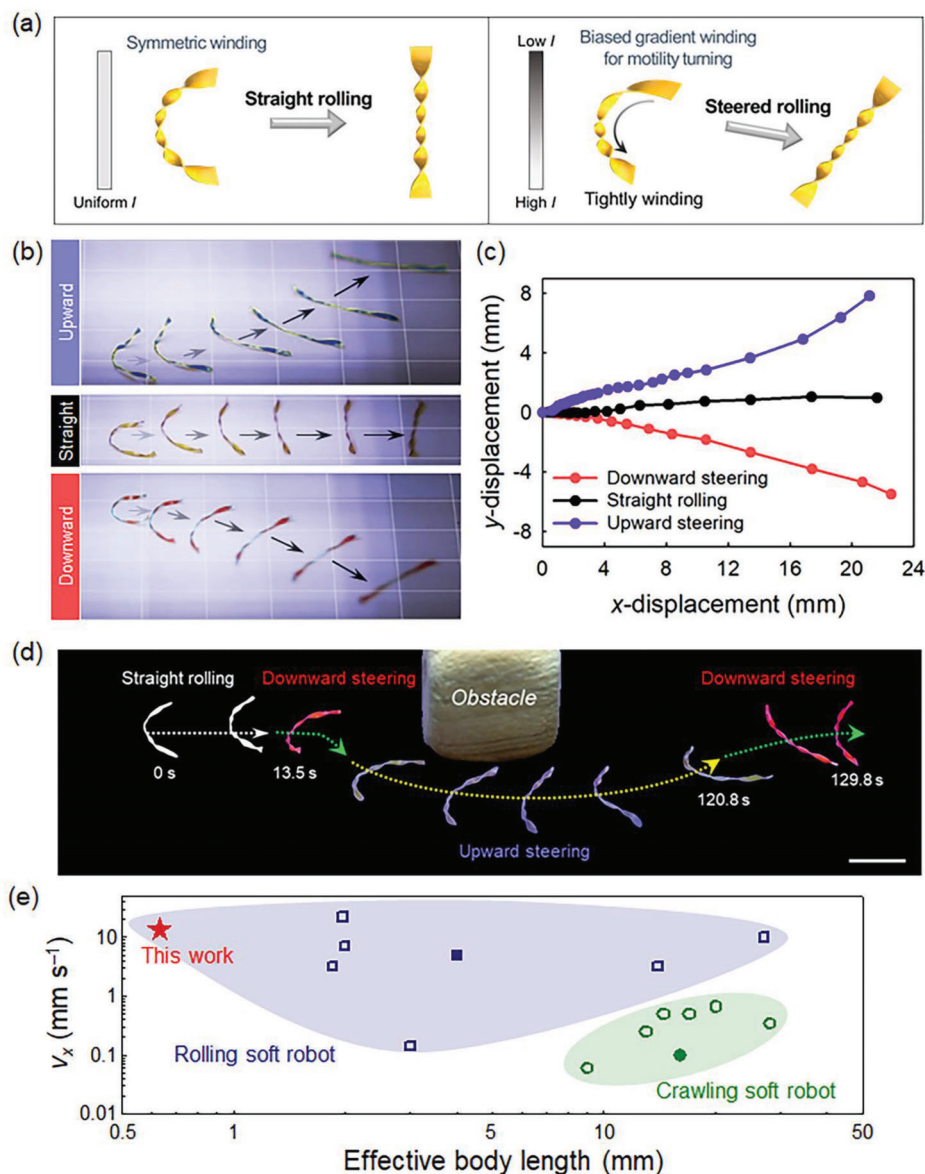 (a)
Symmetric winding
Straight rolling
Uniform I
Low I
High I
Biased gradient winding
for motility turning
Steered rolling
Tightly winding
(b)
Upward
Straight
Downward
(c)
y-displacement (mm)
8
4
0
-4
-8
Downward steering
Straight rolling
Upward steering
0 4 8 12 16 20 24
x-displacement (mm)
(d)
Straight rolling
Downward steering
Obstacle
Downward steering
0 s
13.5 s
120.8 s
129.8 s
Upward steering
(e)
Vx (mm s⁻¹)
10
1
0.1
0.01
This work
Rolling soft robot
Crawling soft robot
0.5 1 5 10 50
Effective body length (mm)